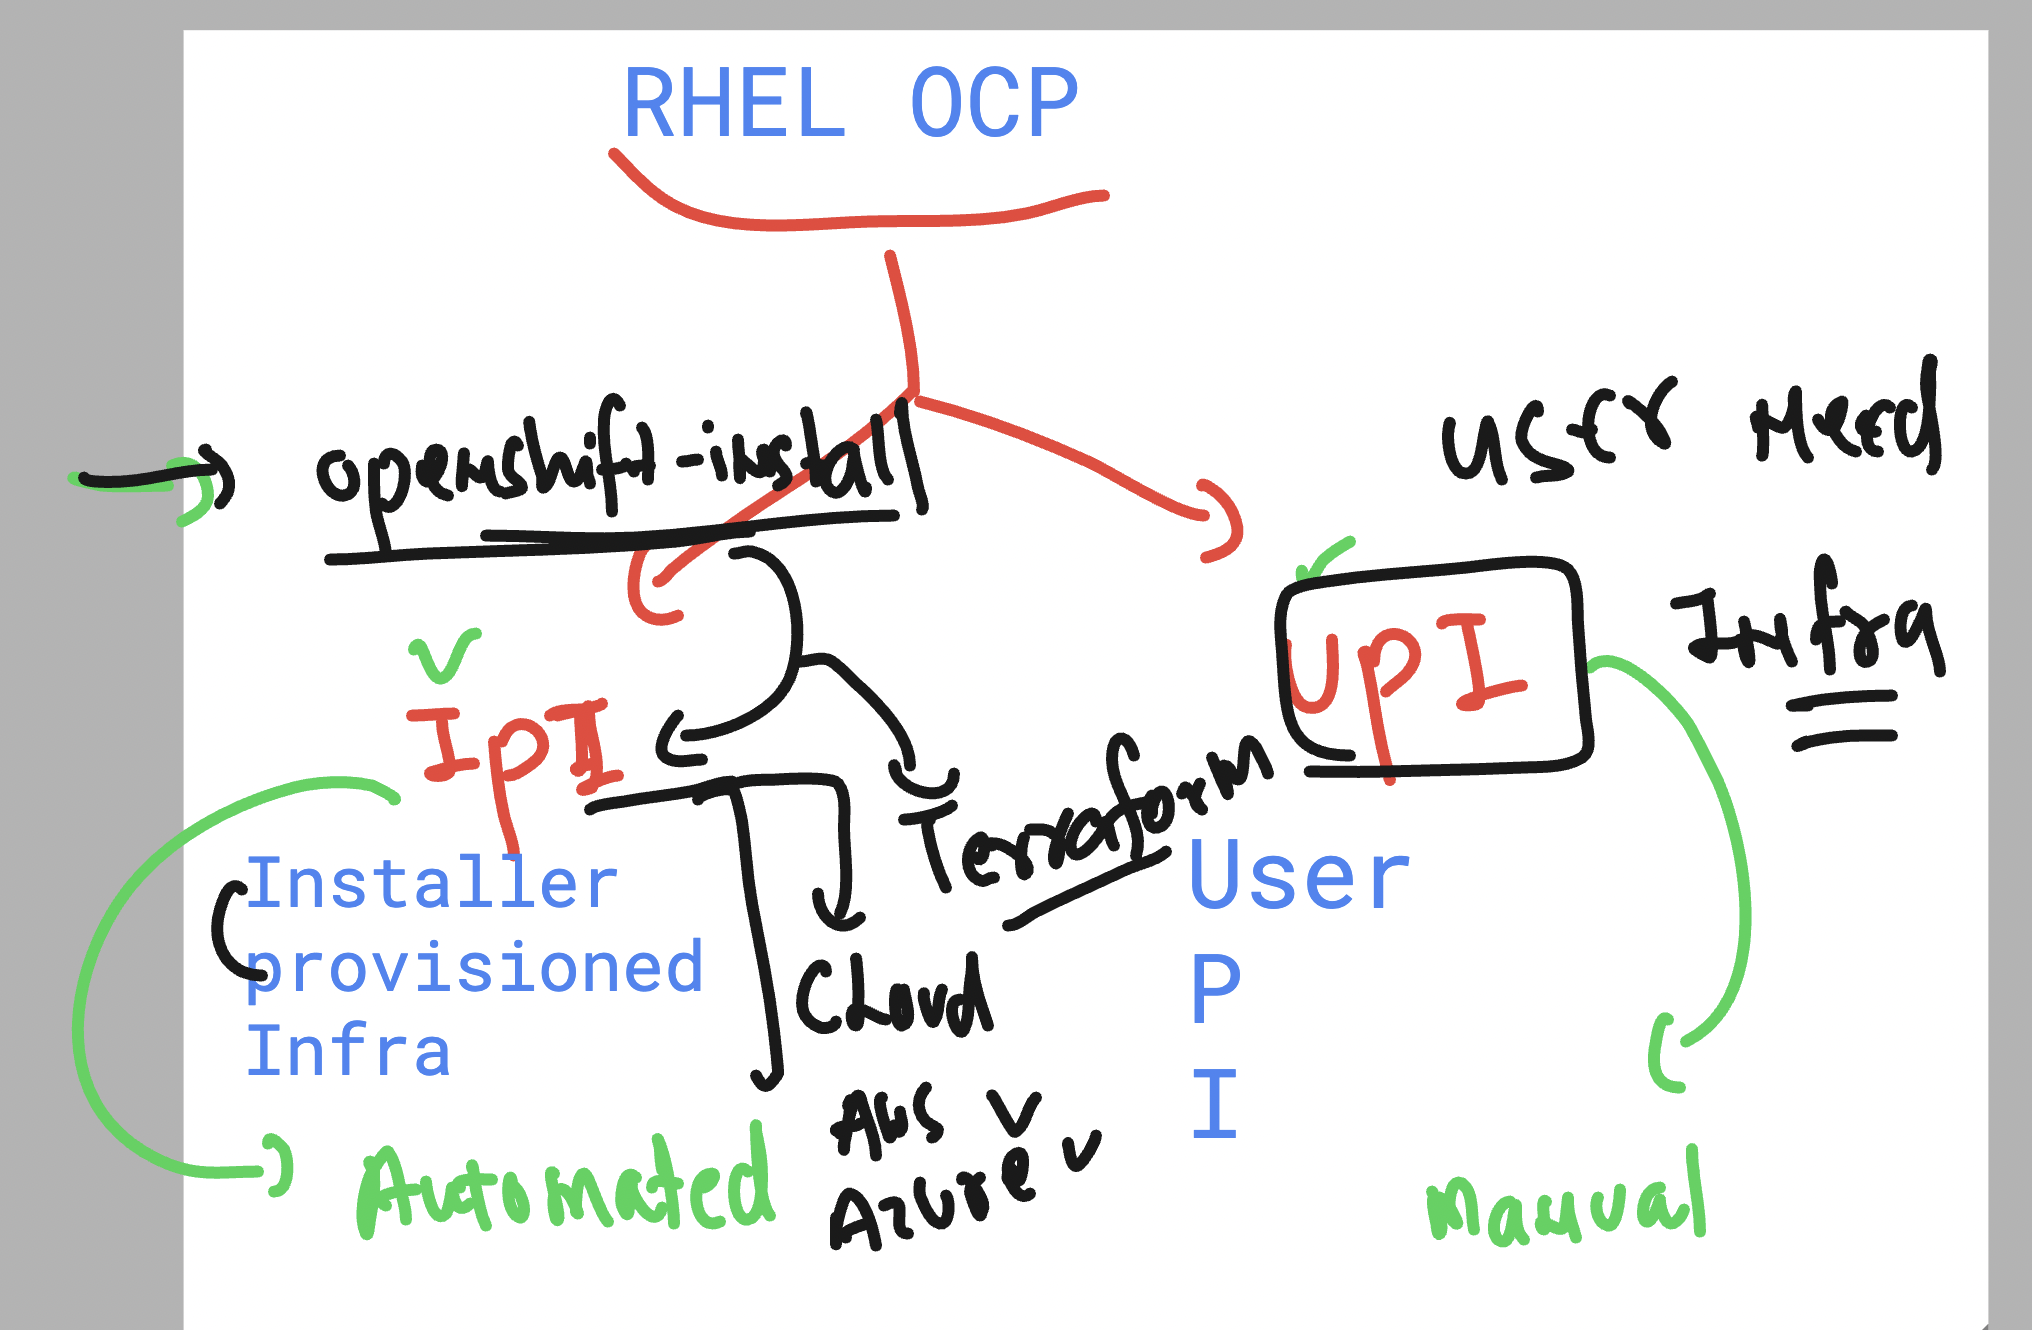 RHEL OCP
openshift-install
User Need
Infra
IPI
UPI
Terraform
Installer
provisioned
Infra
User
P
I
Cloud
AWS
Azure
Automated
Manual